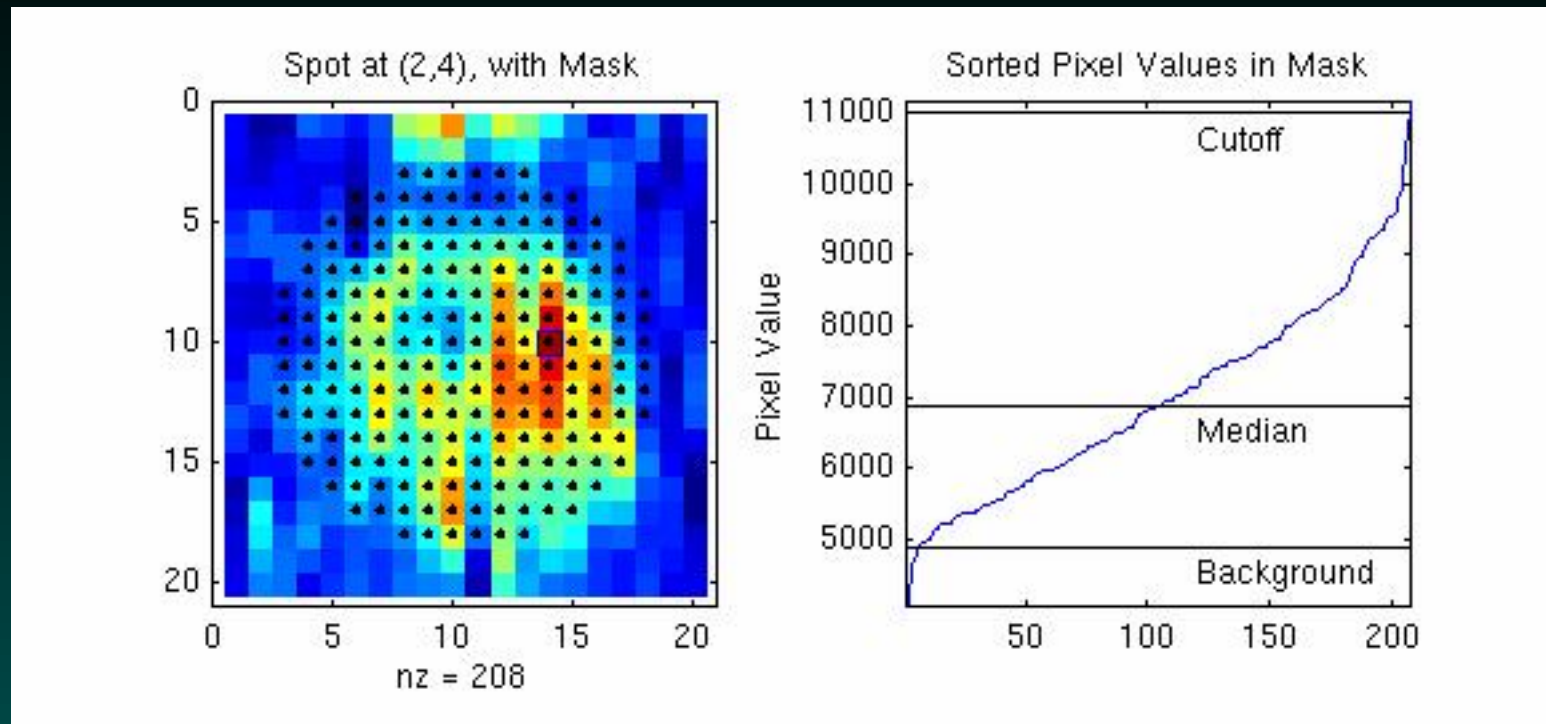 Spot at (2,4), with Mask
0
5
10
15
20
0 5 10 15 20
nz = 208
Sorted Pixel Values in Mask
Pixel Value
11000
10000
9000
8000
7000
6000
5000
Cutoff
Median
Background
50 100 150 200